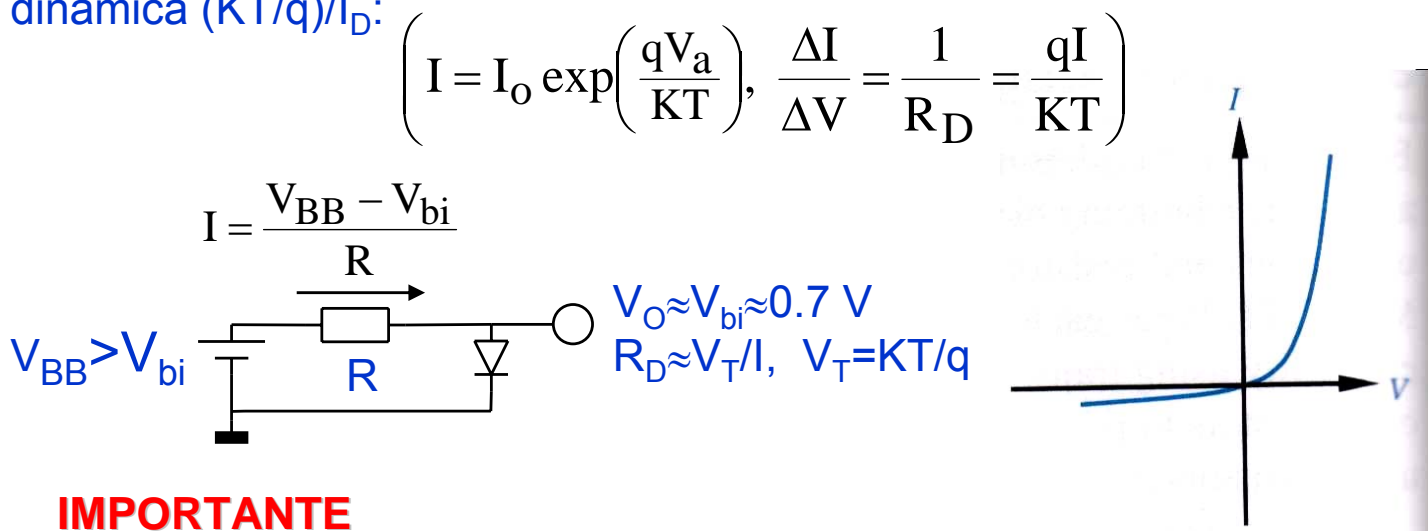 dinámica (KT/q)/I_D:
( I = I_o exp(qV_a / KT), ΔI / ΔV = 1 / R_D = qI / KT )
I
I = (V_BB − V_bi) / R
V_O≈V_bi≈0.7 V
V_BB>V_bi
R
R_D≈V_T/I, V_T=KT/q
V
IMPORTANTE